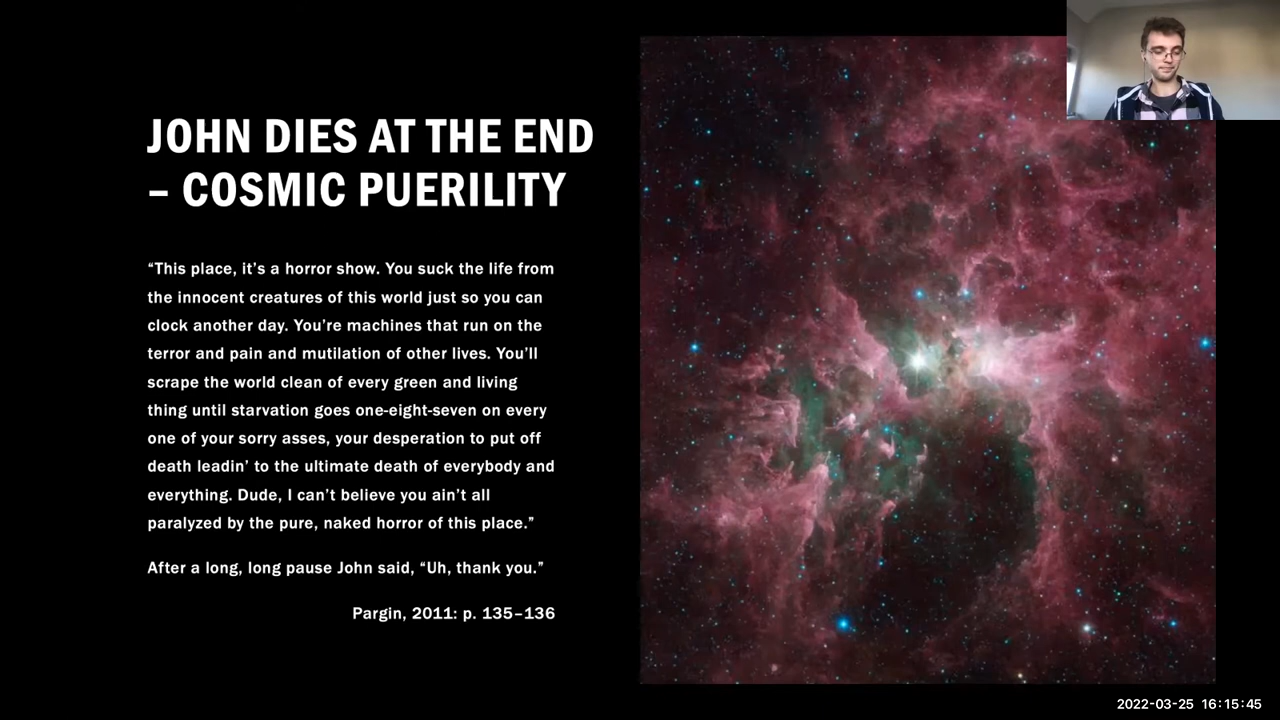 JOHN DIES AT THE END
– COSMIC PUERILITY
“This place, it’s a horror show. You suck the life from
the innocent creatures of this world just so you can
clock another day. You’re machines that run on the
terror and pain and mutilation of other lives. You’ll
scrape the world clean of every green and living
thing until starvation goes one-eight-seven on every
one of your sorry asses, your desperation to put off
death leadin’ to the ultimate death of everybody and
everything. Dude, I can’t believe you ain’t all
paralyzed by the pure, naked horror of this place.”
After a long, long pause John said, “Uh, thank you.”
Pargin, 2011: p. 135–136
2022-03-25 16:15:45